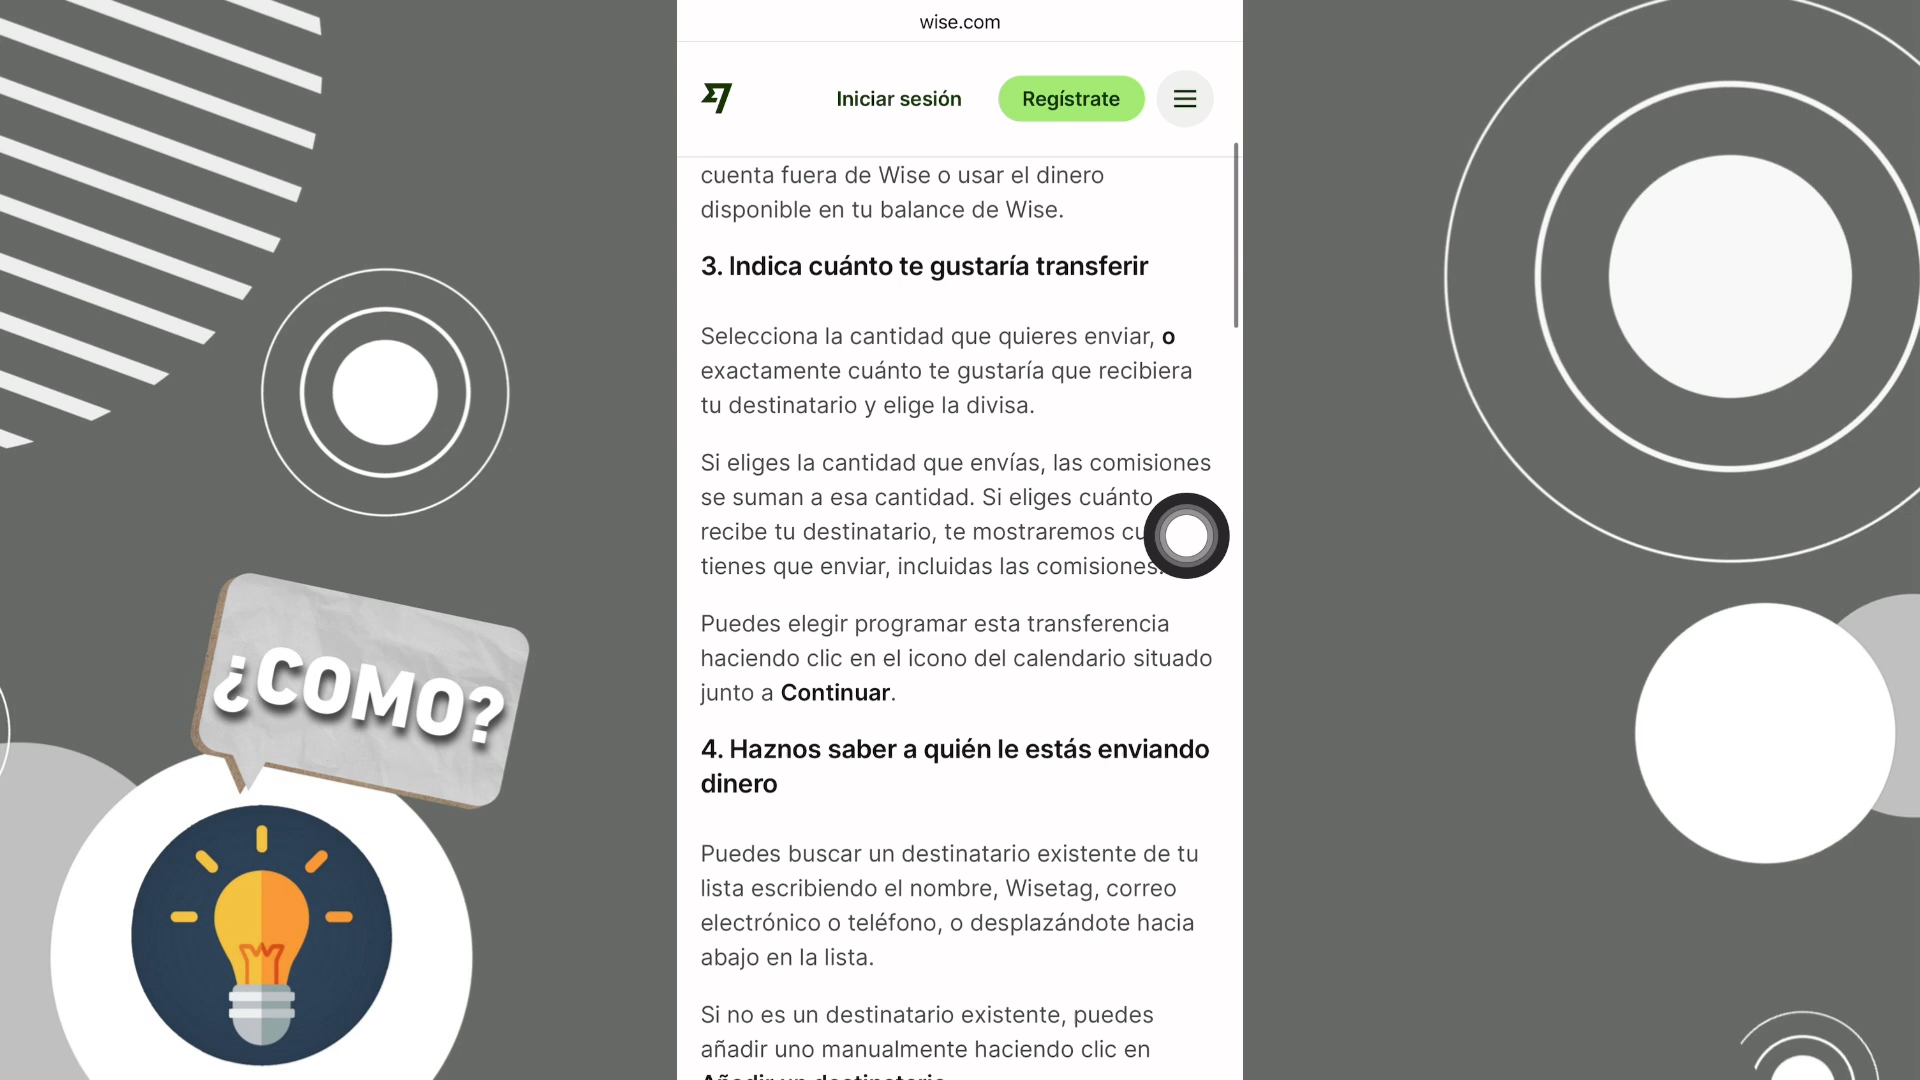 wise.com
Iniciar sesión
Regístrate
cuenta fuera de Wise o usar el dinero
disponible en tu balance de Wise.
3. Indica cuánto te gustaría transferir
Selecciona la cantidad que quieres enviar, o
exactamente cuánto te gustaría que recibiera
tu destinatario y elige la divisa.
Si eliges la cantidad que envías, las comisiones
se suman a esa cantidad. Si eliges cuánto
recibe tu destinatario, te mostraremos
tienes que enviar, incluidas las comisiones.
Puedes elegir programar esta transferencia
haciendo clic en el icono del calendario situado
junto a Continuar.
4. Haznos saber a quién le estás enviando
dinero
Puedes buscar un destinatario existente de tu
lista escribiendo el nombre, Wisetag, correo
electrónico o teléfono, o desplazándote hacia
abajo en la lista.
Si no es un destinatario existente, puedes
añadir uno manualmente haciendo clic en
Añadir un destinatario
¿COMO?